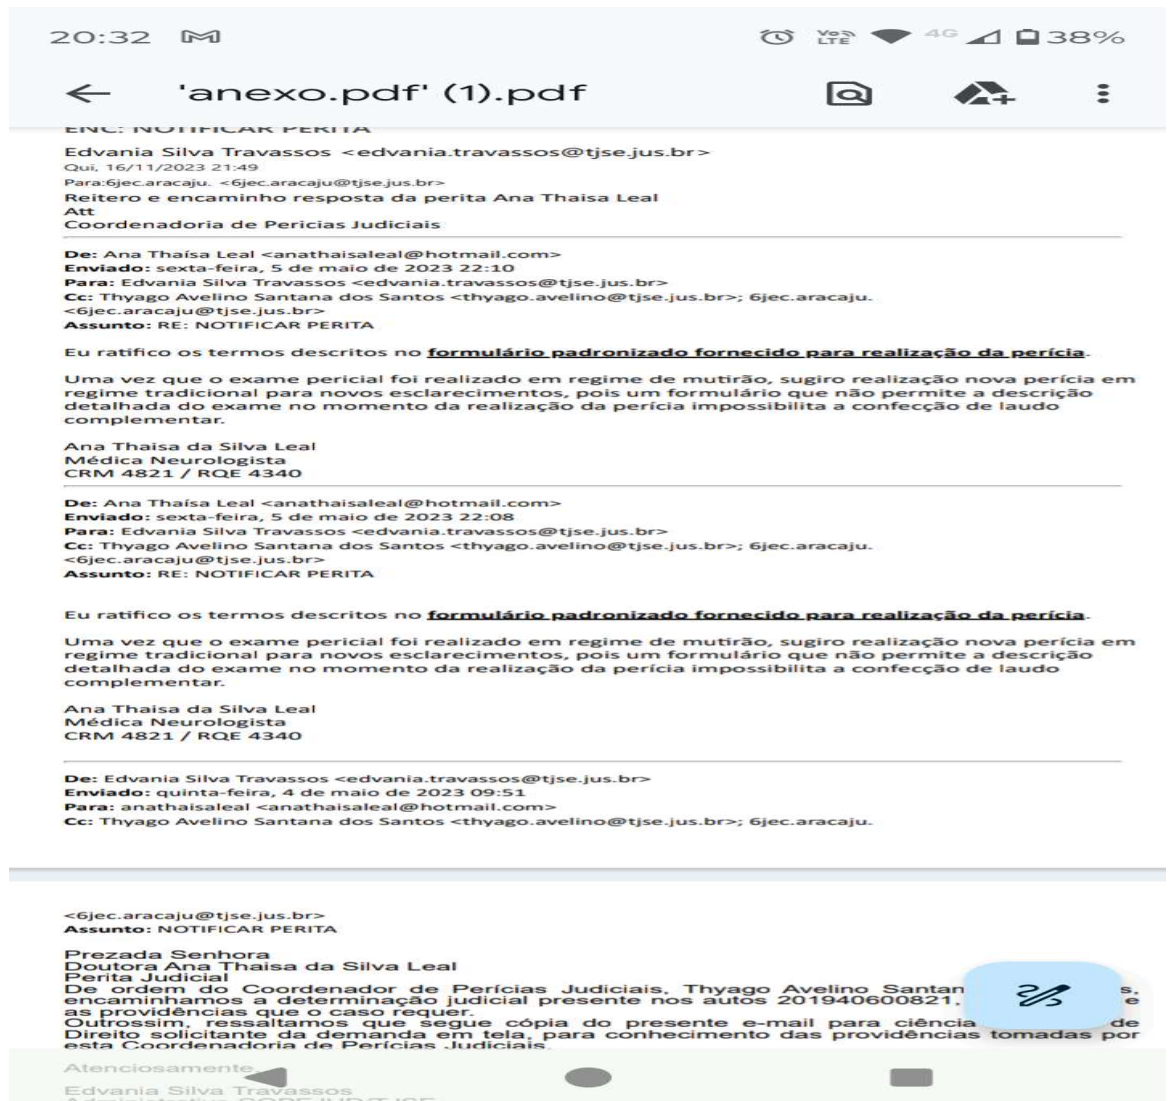 20:32
4G 38%
'anexo.pdf' (1).pdf
ENC: NOTIFICAR PERITA
Edvania Silva Travassos <edvania.travassos@tjse.jus.br>
Qui, 16/11/2023 21:49
Para:6jec.aracaju. <6jec.aracaju@tjse.jus.br>
Reitero e encaminho resposta da perita Ana Thaisa Leal
Att
Coordenadoria de Pericias Judiciais
De: Ana Thaísa Leal <anathaisaleal@hotmail.com>
Enviado: sexta-feira, 5 de maio de 2023 22:10
Para: Edvania Silva Travassos <edvania.travassos@tjse.jus.br>
Cc: Thyago Avelino Santana dos Santos <thyago.avelino@tjse.jus.br>; 6jec.aracaju.
<6jec.aracaju@tjse.jus.br>
Assunto: RE: NOTIFICAR PERITA
Eu ratifico os termos descritos no formulário padronizado fornecido para realização da perícia.
Uma vez que o exame pericial foi realizado em regime de mutirão, sugiro realização nova perícia em
regime tradicional para novos esclarecimentos, pois um formulário que não permite a descrição
detalhada do exame no momento da realização da perícia impossibilita a confecção de laudo
complementar.
Ana Thaisa da Silva Leal
Médica Neurologista
CRM 4821 / RQE 4340
De: Ana Thaísa Leal <anathaisaleal@hotmail.com>
Enviado: sexta-feira, 5 de maio de 2023 22:08
Para: Edvania Silva Travassos <edvania.travassos@tjse.jus.br>
Cc: Thyago Avelino Santana dos Santos <thyago.avelino@tjse.jus.br>; 6jec.aracaju.
<6jec.aracaju@tjse.jus.br>
Assunto: RE: NOTIFICAR PERITA
Eu ratifico os termos descritos no formulário padronizado fornecido para realização da perícia.
Uma vez que o exame pericial foi realizado em regime de mutirão, sugiro realização nova perícia em
regime tradicional para novos esclarecimentos, pois um formulário que não permite a descrição
detalhada do exame no momento da realização da perícia impossibilita a confecção de laudo
complementar.
Ana Thaisa da Silva Leal
Médica Neurologista
CRM 4821 / RQE 4340
De: Edvania Silva Travassos <edvania.travassos@tjse.jus.br>
Enviado: quinta-feira, 4 de maio de 2023 09:51
Para: anathaisaleal <anathaisaleal@hotmail.com>
Cc: Thyago Avelino Santana dos Santos <thyago.avelino@tjse.jus.br>; 6jec.aracaju.
<6jec.aracaju@tjse.jus.br>
Assunto: NOTIFICAR PERITA
Prezada Senhora
Doutora Ana Thaisa da Silva Leal
Perita Judicial
De ordem do Coordenador de Perícias Judiciais, Thyago Avelino
encaminhamos a determinação judicial presente nos autos 201940600821, e
as providências que o caso requer.
Outrossim, ressaltamos que segue cópia do presente e-mail para ciência de
Direito solicitante da demanda em tela, para conhecimento das providências tomadas por
esta Coordenadoria de Perícias Judiciais.
Atenciosamente,
Edvania Silva Travassos